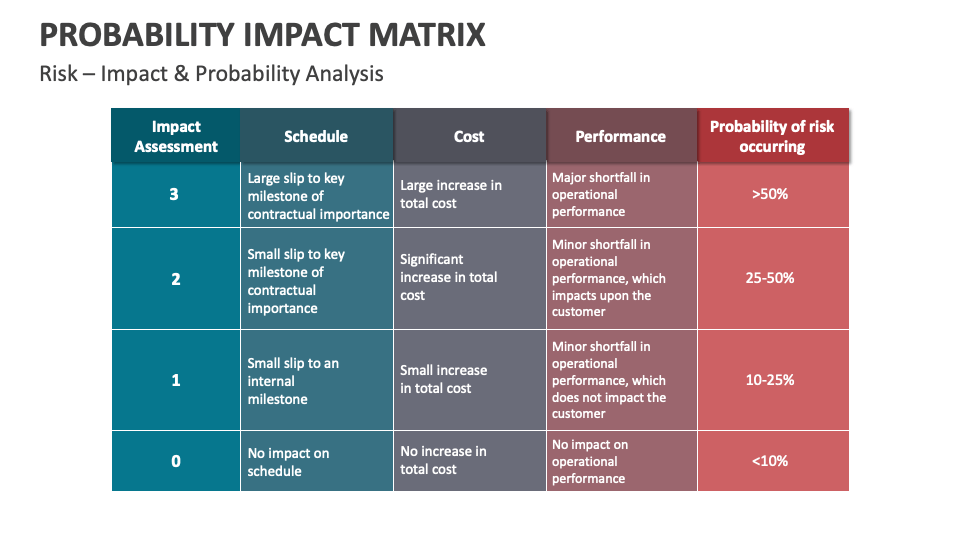 PROBABILITY IMPACT MATRIX
Risk – Impact & Probability Analysis
Impact
Assessment
Schedule
Cost
Performance
Probability of risk
occurring
3
Large slip to key
milestone of
contractual importance
Large increase in
total cost
Major shortfall in
operational
performance
>50%
2
Small slip to key
milestone of
contractual
importance
Significant
increase in total
cost
Minor shortfall in
operational
performance, which
impacts upon the
customer
25-50%
1
Small slip to an
internal
milestone
Small increase
in total cost
Minor shortfall in
operational
performance, which
does not impact the
customer
10-25%
0
No impact on
schedule
No increase in
total cost
No impact on
operational
performance
<10%